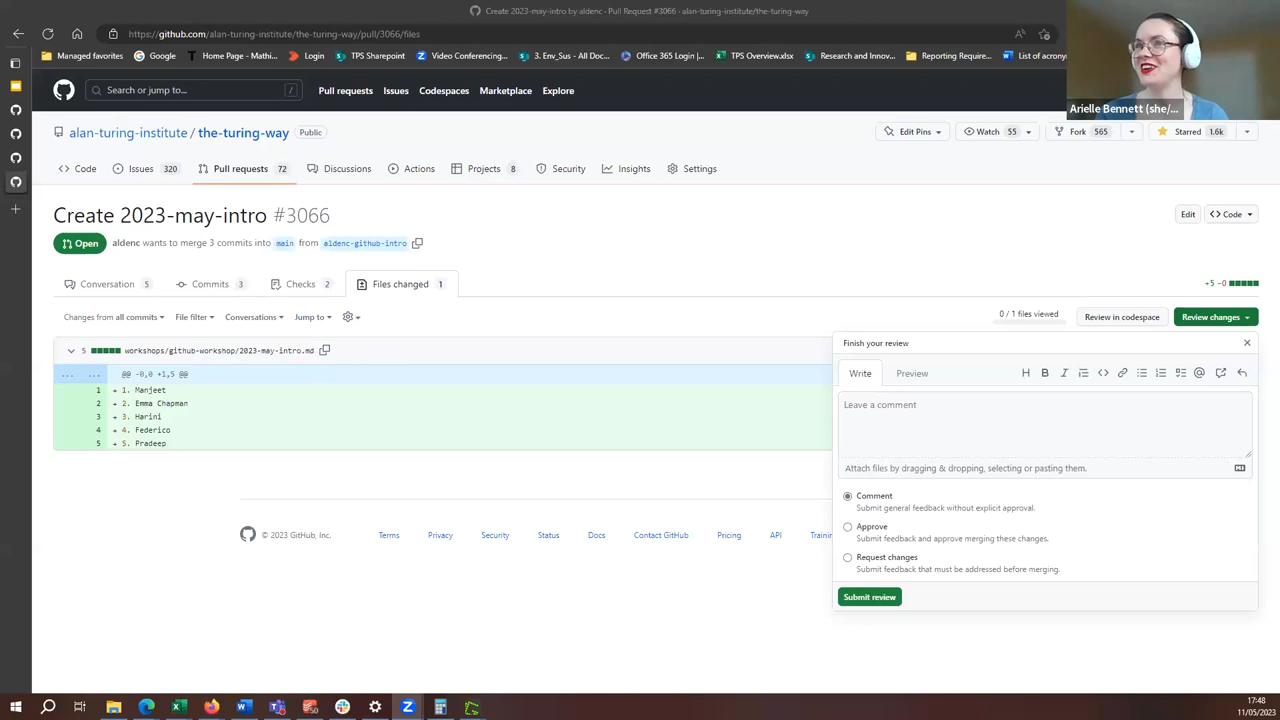 Create 2023-may-intro by aldenc · Pull Request #3066 · alan-turing-institute/the-turing-way
https://github.com/alan-turing-institute/the-turing-way/pull/3066/files
Managed favorites Google Home Page - Mathi... Login TPS Sharepoint Zoom Video Conferencing... 3. Env_Sus - All Doc... Office 365 Login |... TPS Overview.xlsx Research and Innov... Reporting Require... List of acrony
Search or jump to... / Pull requests Issues Codespaces Marketplace Explore
Arielle Bennett (she/
alan-turing-institute / the-turing-way Public Edit Pins Watch 55 Fork 565 Starred 1.6k
Code Issues 320 Pull requests 72 Discussions Actions Projects 8 Security Insights Settings
Create 2023-may-intro #3066 Edit Code
Open aldenc wants to merge 3 commits into main from aldenc-github-intro
Conversation 5 Commits 3 Checks 2 Files changed 1 +5 −0
Changes from all commits File filter Conversations Jump to 0 / 1 files viewed Review in codespace Review changes
5 workshops/github-workshop/2023-may-intro.md
@@ -0,0 +1,5 @@
1 + 1. Manjeet
2 + 2. Emma Chapman
3 + 3. Harini
4 + 4. Federico
5 + 5. Pradeep
Finish your review
Write Preview
Leave a comment
Attach files by dragging & dropping, selecting or pasting them.
Comment
Submit general feedback without explicit approval.
Approve
Submit feedback and approve merging these changes.
Request changes
Submit feedback that must be addressed before merging.
Submit review
© 2023 GitHub, Inc. Terms Privacy Security Status Docs Contact GitHub Pricing API Trainin
17:48
11/05/2023